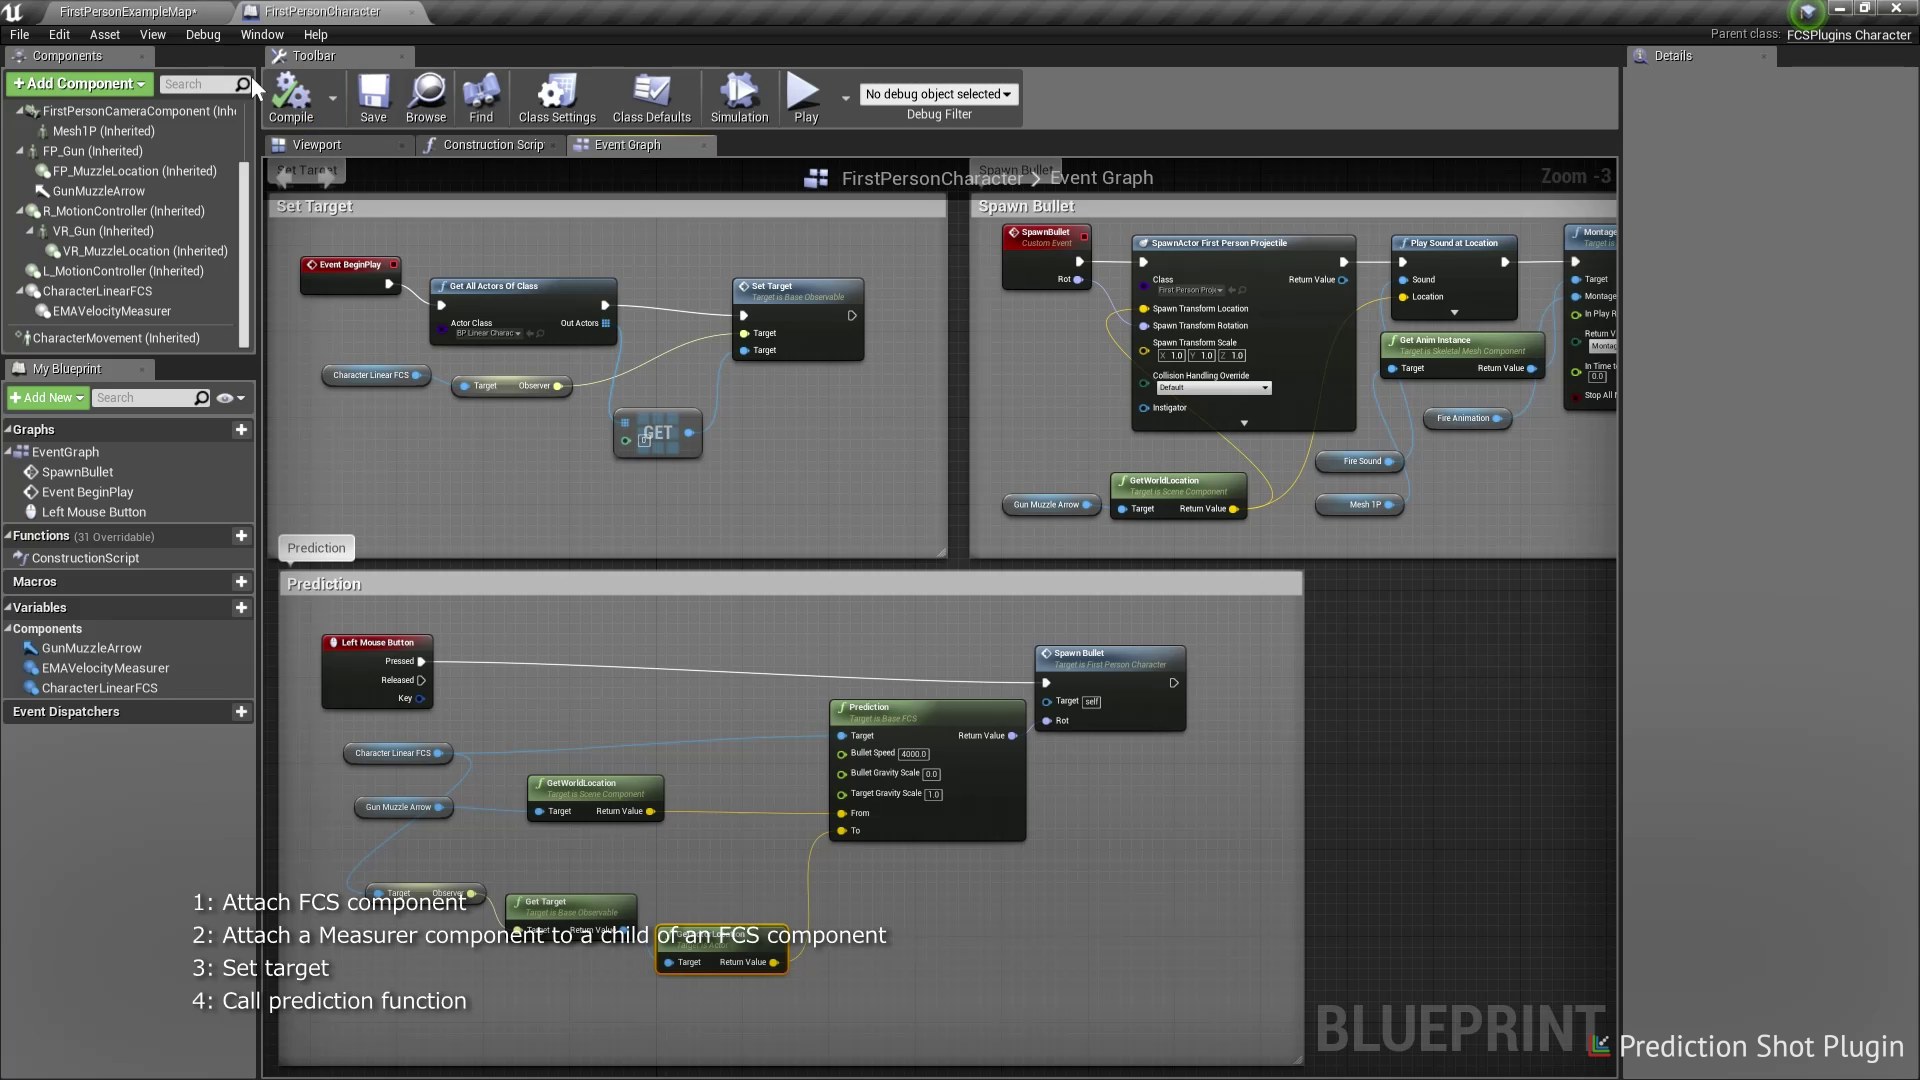 FirstPersonExampleMap*
FirstPersonCharacter
File Edit Asset View Debug Window Help
Parent class: FCSPlugins Character
Components
+Add Component
Search
FirstPersonCameraComponent (Inhe
Mesh1P (Inherited)
FP_Gun (Inherited)
FP_MuzzleLocation (Inherited)
GunMuzzleArrow
R_MotionController (Inherited)
VR_Gun (Inherited)
VR_MuzzleLocation (Inherited)
L_MotionController (Inherited)
CharacterLinearFCS
EMAVelocityMeasurer
CharacterMovement (Inherited)
My Blueprint
+Add New
Search
Graphs
EventGraph
SpawnBullet
Event BeginPlay
Left Mouse Button
Functions (31 Overridable)
ConstructionScript
Macros
Variables
Components
GunMuzzleArrow
EMAVelocityMeasurer
CharacterLinearFCS
Event Dispatchers
Toolbar
Compile
Save
Browse
Find
Class Settings
Class Defaults
Simulation
Play
No debug object selected
Debug Filter
Details
Viewport
Construction Scrip
Event Graph
Set Target
Spawn Bullet
FirstPersonCharacter > Event Graph
Zoom -3
Set Target
Event BeginPlay
Get All Actors Of Class
Actor Class
BP Linear Charac
Out Actors
Set Target
Target is Base Observable
Target
Target
Character Linear FCS
Target Observer
GET
0
Spawn Bullet
SpawnBullet
Custom Event
Rot
SpawnActor First Person Projectile
Class
First Person Proje
Return Value
Spawn Transform Location
Spawn Transform Rotation
Spawn Transform Scale
X 1.0 Y 1.0 Z 1.0
Collision Handling Override
Default
Instigator
Play Sound at Location
Sound
Location
Get Anim Instance
Target is Skeletal Mesh Component
Target Return Value
Fire Animation
Fire Sound
Mesh 1P
Gun Muzzle Arrow
GetWorldLocation
Target is Scene Component
Target Return Value
Montage
Target is
Target
Montage
In Play R
Return V
Montag
In Time t
0.0
Stop All
Prediction
Prediction
Left Mouse Button
Pressed
Released
Key
Spawn Bullet
Target is First Person Character
Target self
Rot
Prediction
Target is Base FCS
Target Return Value
Bullet Speed 4000.0
Bullet Gravity Scale 0.0
Target Gravity Scale 1.0
From
To
Character Linear FCS
Gun Muzzle Arrow
GetWorldLocation
Target is Scene Component
Target Return Value
Target Observer
Get Target
Target is Base Observable
Target Return Value
Target Return Value
1: Attach FCS component
2: Attach a Measurer component to a child of an FCS component
3: Set target
4: Call prediction function
BLUEPRINT
Prediction Shot Plugin